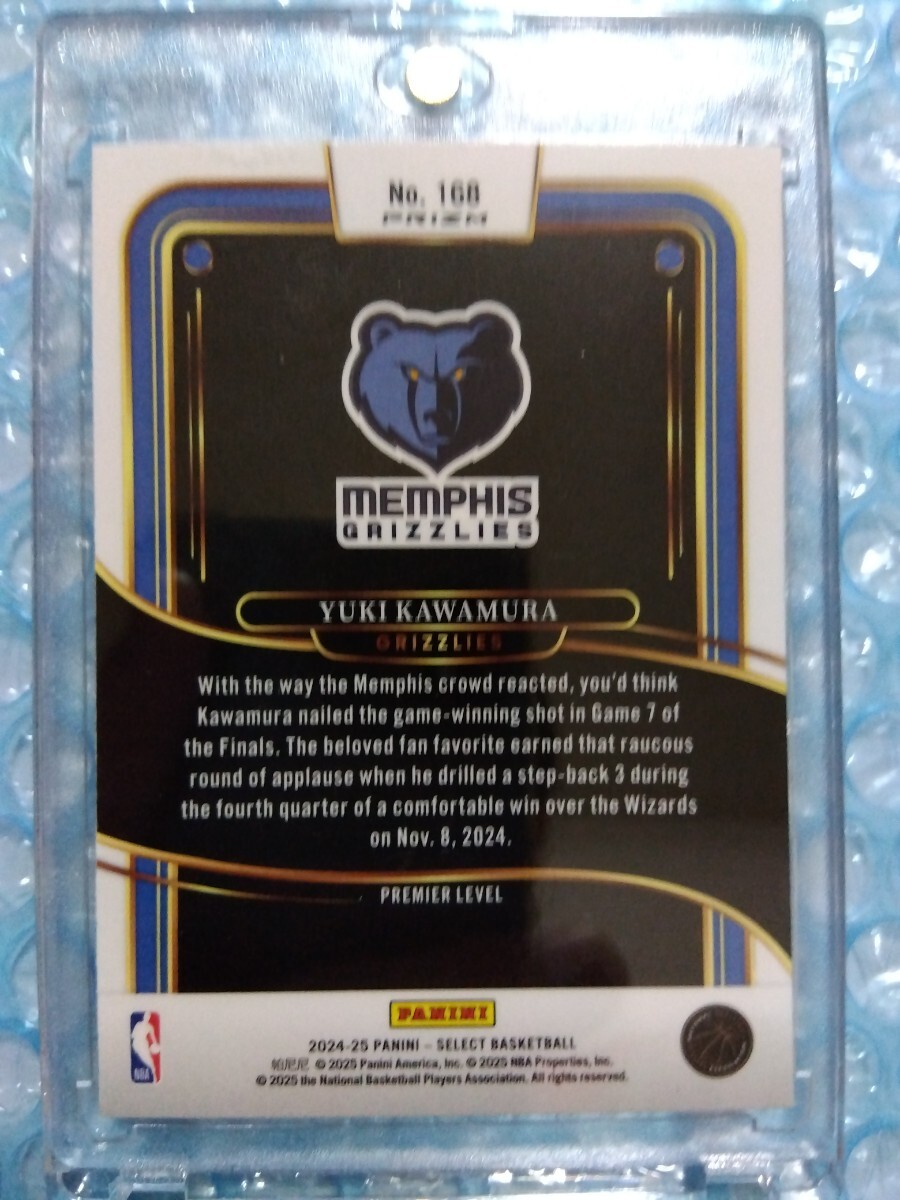 No. 168
PRIZM
MEMPHIS
GRIZZLIES
YUKI KAWAMURA
GRIZZLIES
With the way the Memphis crowd reacted, you'd think
Kawamura nailed the game-winning shot in Game 7 of
the Finals. The beloved fan favorite earned that raucous
round of applause when he drilled a step-back 3 during
the fourth quarter of a comfortable win over the Wizards
on Nov. 8, 2024.
PREMIER LEVEL
PANINI
2024-25 PANINI – SELECT BASKETBALL
帕尼尼 © 2025 Panini America, Inc. © 2025 NBA Properties, Inc.
© 2025 the National Basketball Players Association. All rights reserved.
NBA